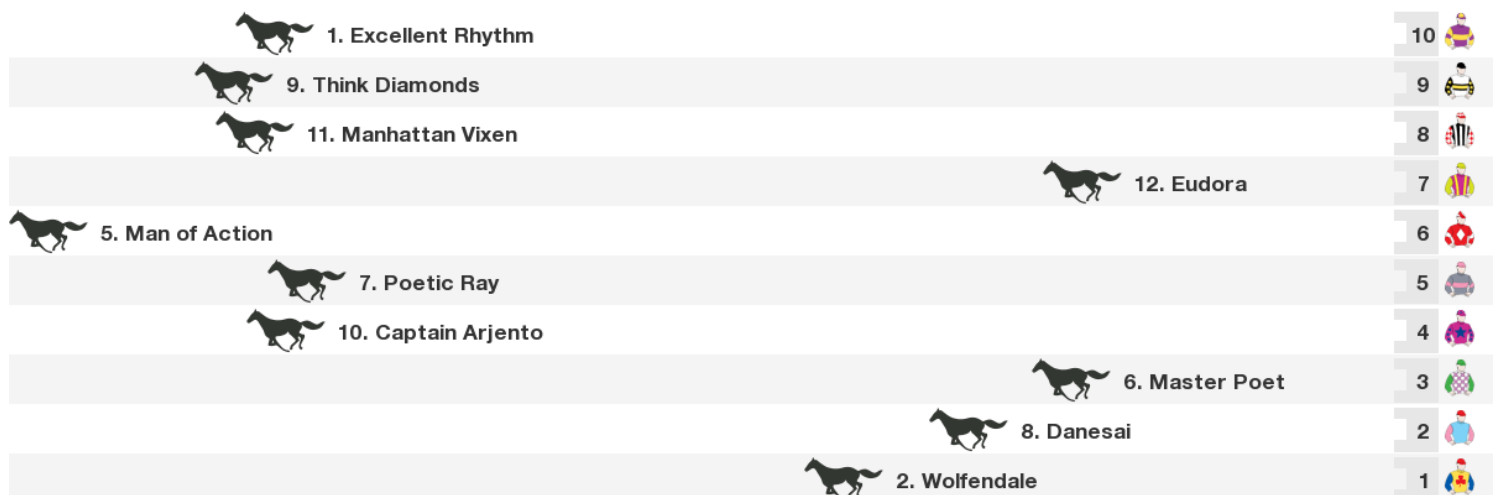 1. Excellent Rhythm 10
9. Think Diamonds 9
11. Manhattan Vixen 8
12. Eudora 7
5. Man of Action 6
7. Poetic Ray 5
10. Captain Arjento 4
6. Master Poet 3
8. Danesai 2
2. Wolfendale 1